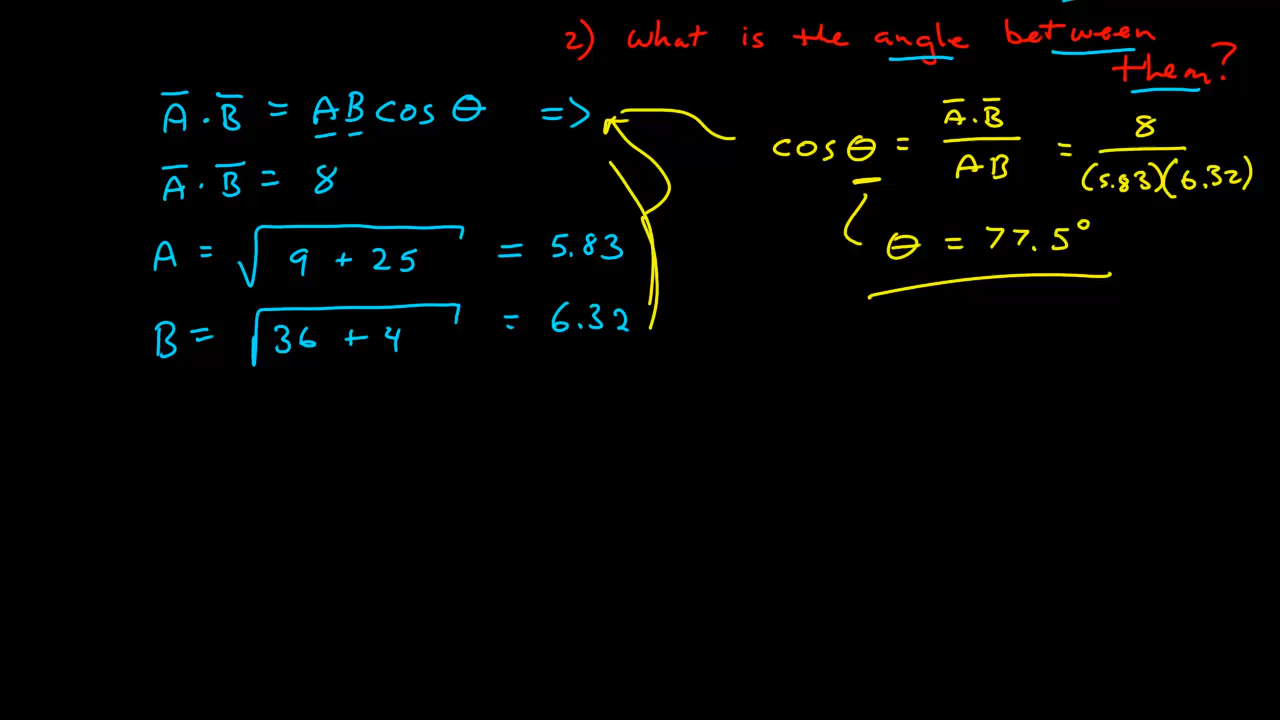 2) What is the angle between
them?
A̅ · B̅ = AB cos θ =>
cos θ = A̅·B̅ / AB = 8 / (5.83)(6.32)
A̅ · B̅ = 8
θ = 77.5°
A = √(9 + 25) = 5.83
B = √(36 + 4) = 6.32